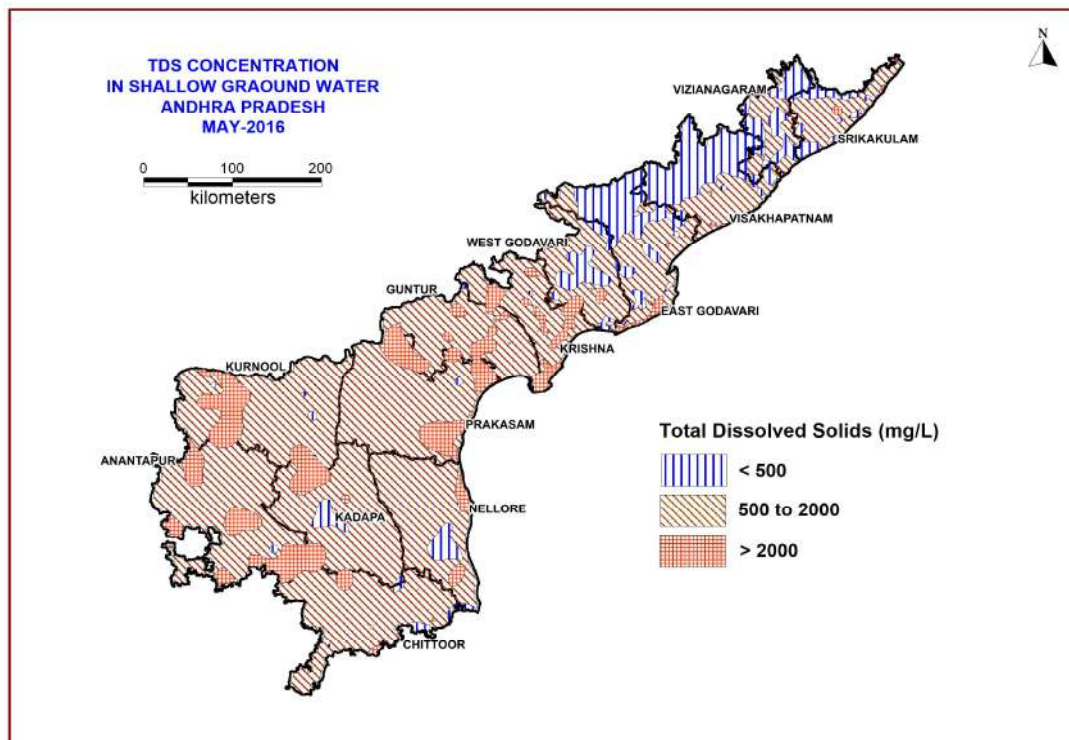 TDS CONCENTRATION
IN SHALLOW GRAOUND WATER
ANDHRA PRADESH
MAY-2016
0 100 200
kilometers
N
VIZIANAGARAM
SRIKAKULAM
VISAKHAPATNAM
WEST GODAVARI
GUNTUR
EAST GODAVARI
KRISHNA
KURNOOL
PRAKASAM
ANANTAPUR
NELLORE
KADAPA
CHITTOOR
Total Dissolved Solids (mg/L)
< 500
500 to 2000
> 2000